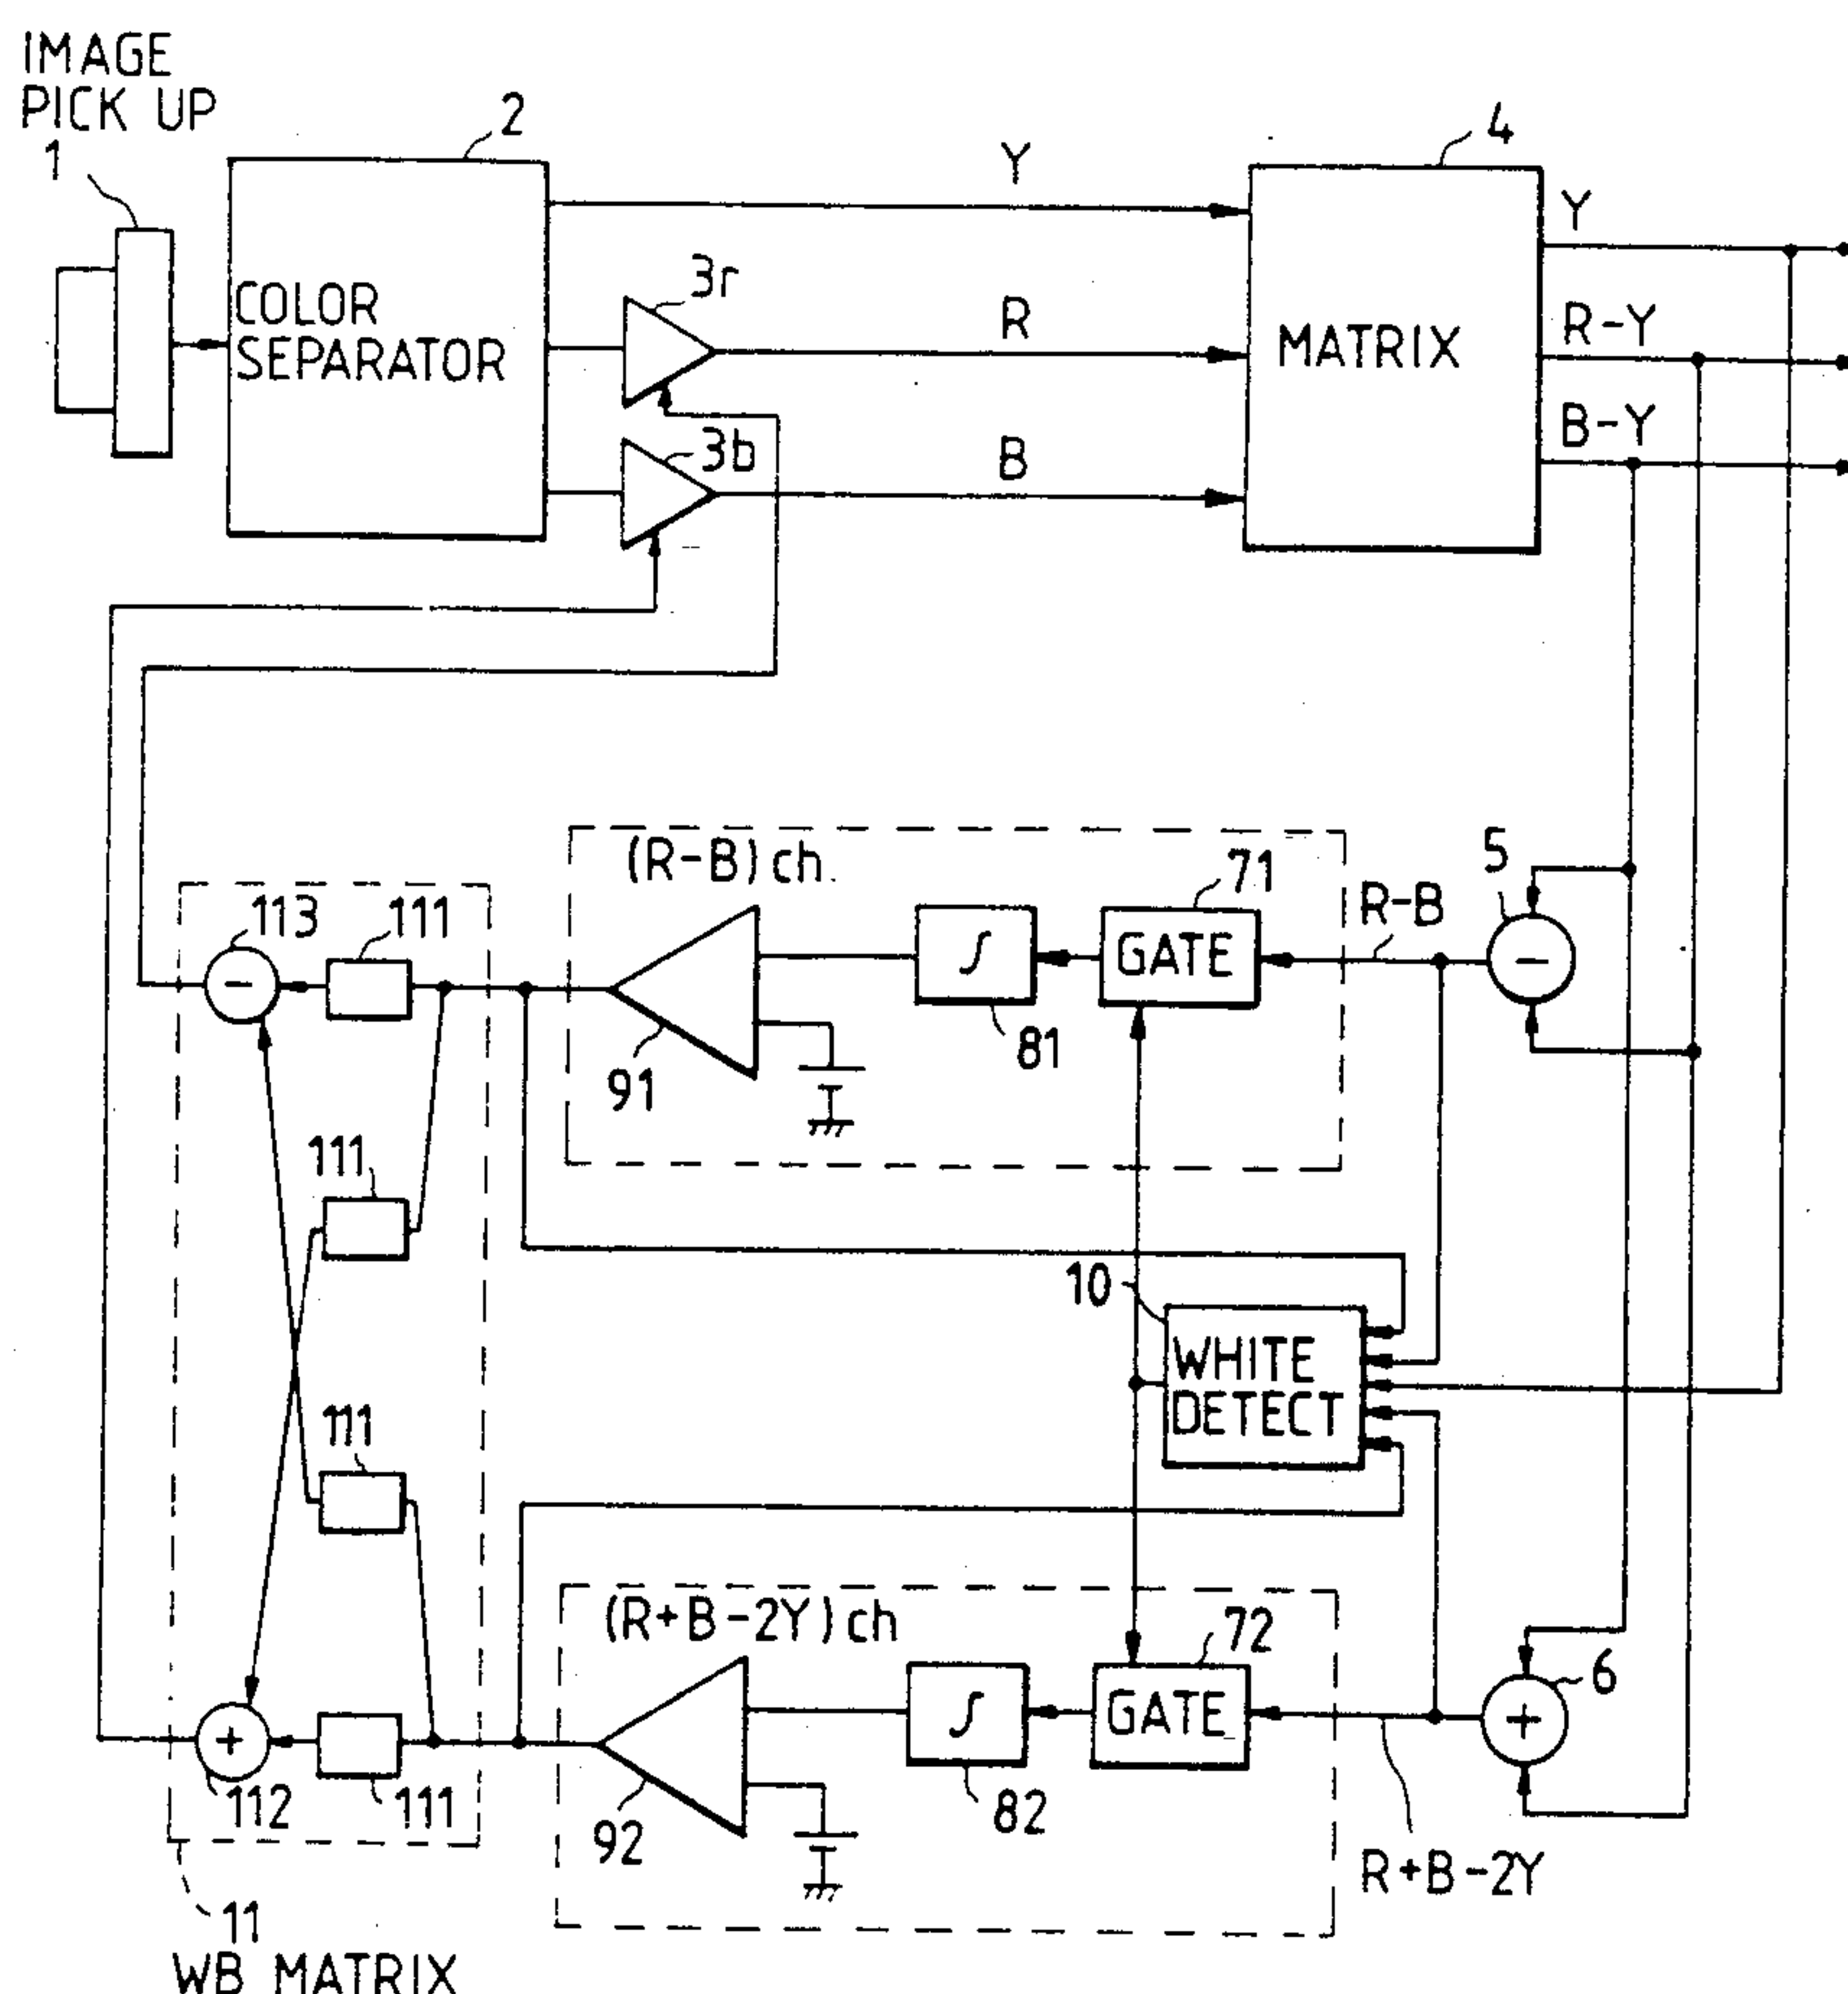 IMAGE
PICK UP
1
2
4
Y
Y
3r
R
R-Y
COLOR
SEPARATOR
MATRIX
3b
B
B-Y
(R-B) ch.
71
5
R-B
113
111
GATE
∫
−
−
91
81
111
10
WHITE
DETECT
111
(R+B-2Y) ch
72
6
GATE
∫
+
+
112
111
92
82
R+B-2Y
11
WB MATRIX